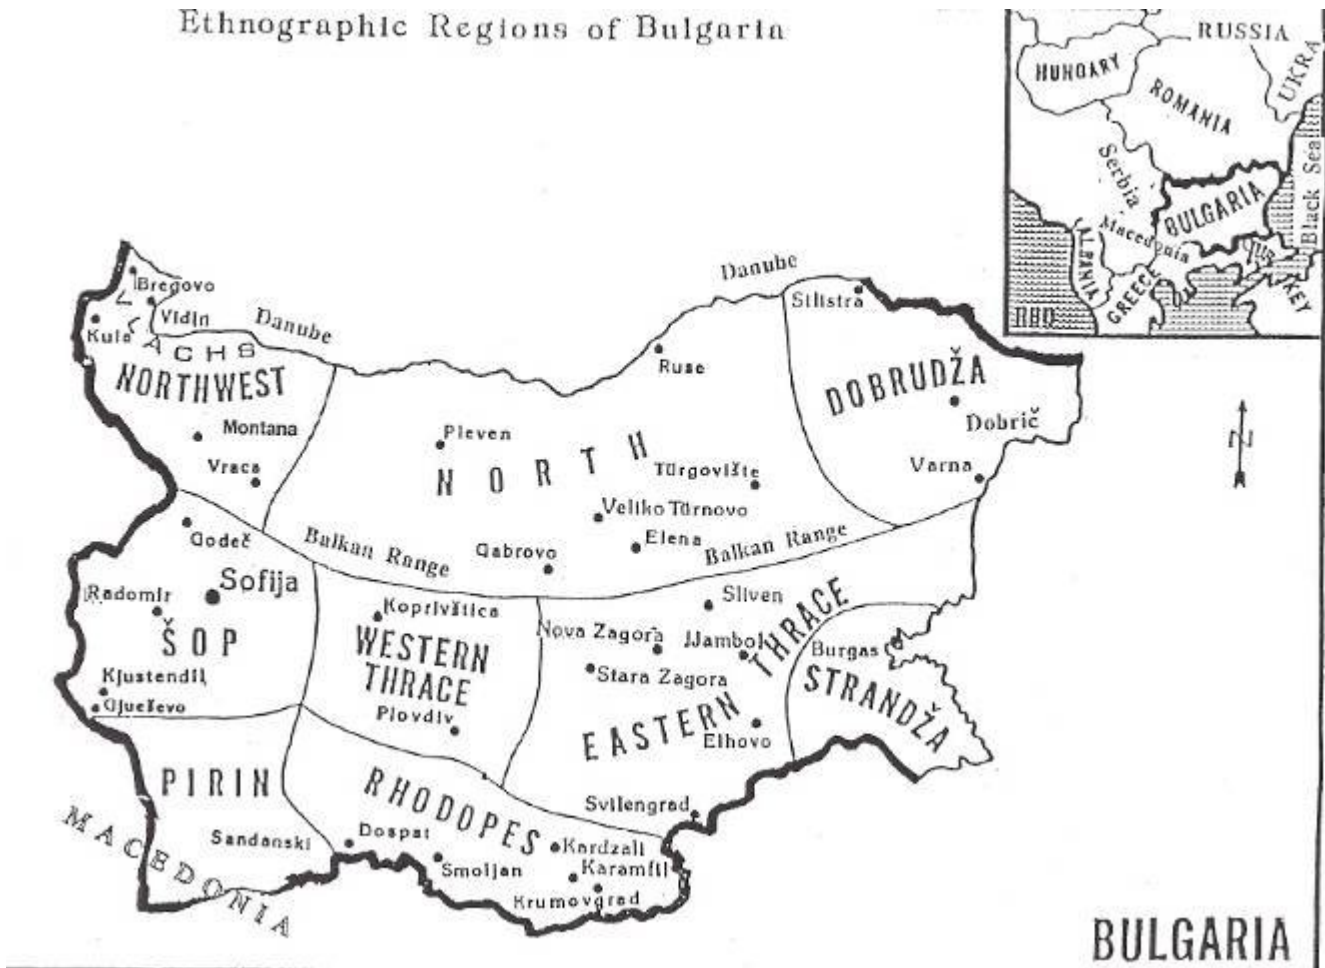 Ethnographic Regions of Bulgaria
RUSSIA
HUNGARY
UKRA
ROMANIA
Serbia
Black Sea
BULGARIA
Macedonia
ALBANIA
GREECE
TURKEY
Bregovo
Vidin
Kula
VLACHS
Danube
Danube
Silistra
NORTHWEST
Ruse
DOBRUDŽA
Dobrič
Montana
Pleven
NORTH
Vraca
Tŭrgovište
Varna
Veliko Tŭrnovo
Godeč
Balkan Range
Gabrovo
Elena
Balkan Range
Sofija
Radomir
Sliven
Koprivštica
ŠOP
WESTERN
THRACE
Nova Zagora
JJambol
EASTERN THRACE
Burgas
Kjustendil
Stara Zagora
STRANDŽA
Gjueševo
Plovdiv
Elhovo
PIRIN
RHODOPES
Svilengrad
MACEDONIA
Sandanski
Dospat
Kardzali
Smoljan
Karamfil
Krumovgrad
BULGARIA